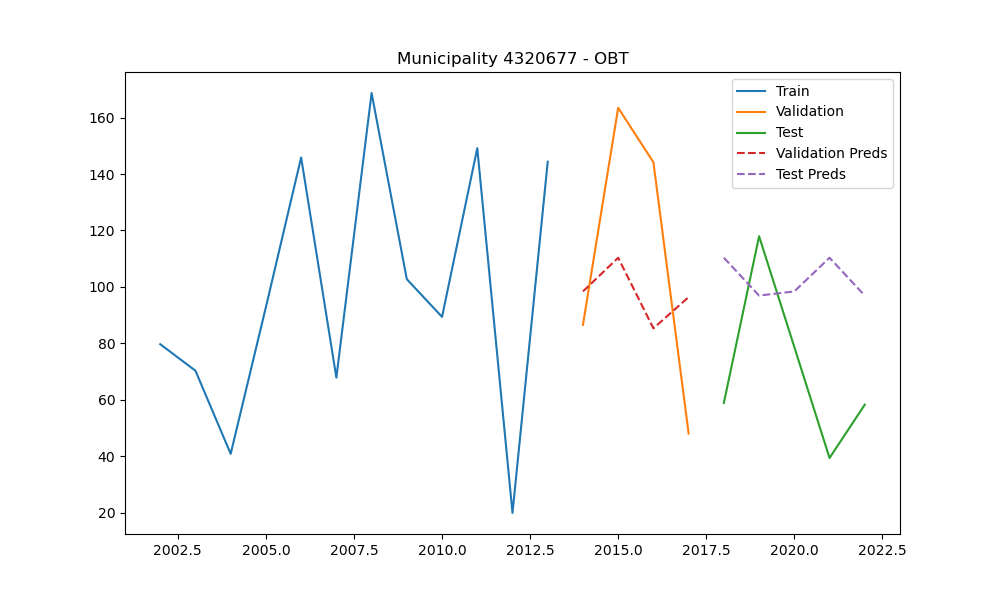 Municipality 4320677 - OBT
Train
Validation
Test
Validation Preds
Test Preds
160
140
120
100
80
60
40
20
2002.5 2005.0 2007.5 2010.0 2012.5 2015.0 2017.5 2020.0 2022.5